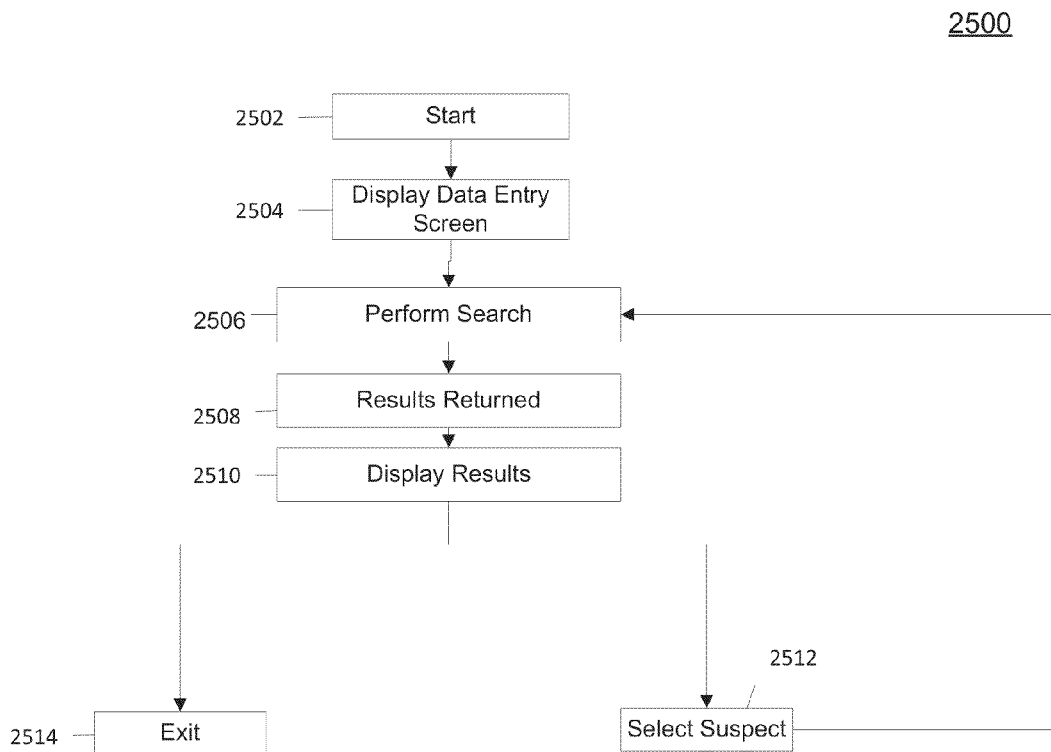 2500
2502
Start
2504
Display Data Entry
Screen
2506
Perform Search
2508
Results Returned
2510
Display Results
2512
2514
Exit
Select Suspect